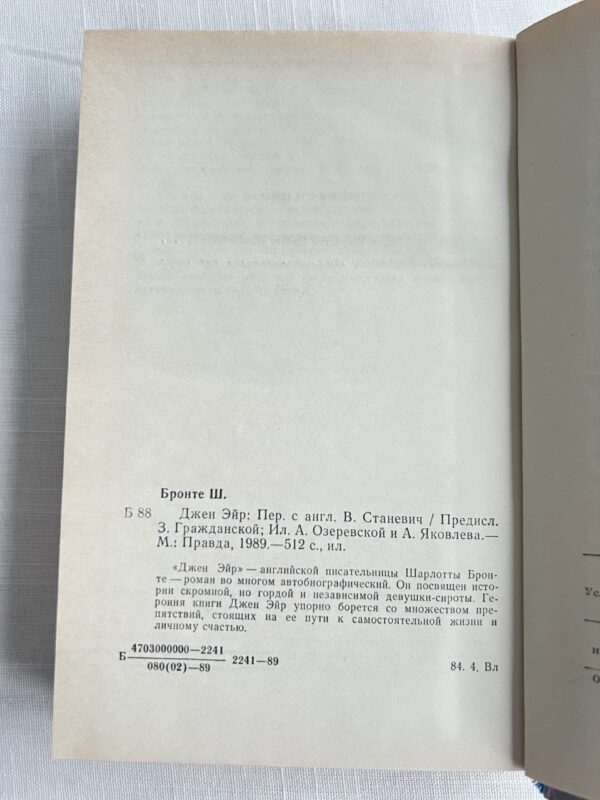 Бронте Ш.
Б 88 Джен Эйр: Пер. с англ. В. Станевич / Предисл.
З. Гражданской; Ил. А. Озеревской и А. Яковлева.—
М.: Правда, 1989.—512 с., ил.
«Джен Эйр» — английской писательницы Шарлотты Брон-
те — роман во многом автобиографический. Он посвящен исто-
рии скромной, но гордой и независимой девушки-сироты. Ге-
роиня книги Джен Эйр упорно борется со множеством пре-
пятствий, стоящих на ее пути к самостоятельной жизни и
личному счастью.
4703000000—2241
Б 2241—89
080(02)—89
84. 4. Вл